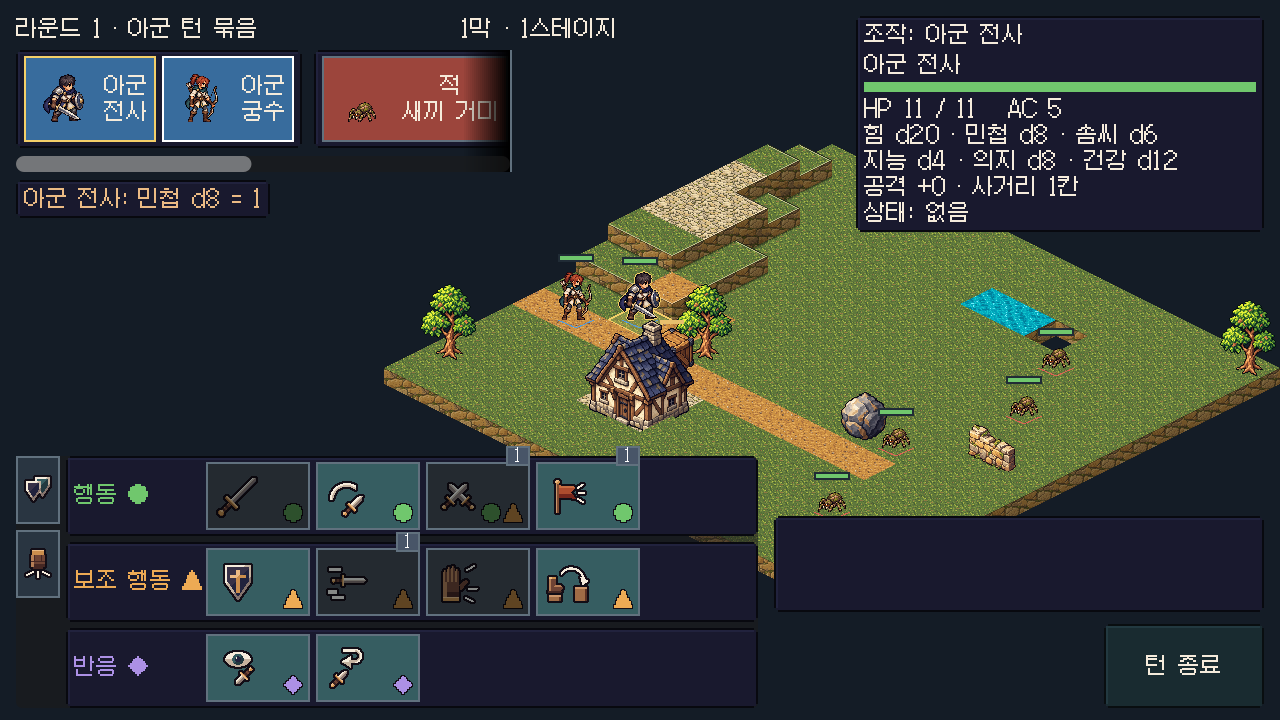 라운드 1 · 아군 턴 묶음
1막 · 1스테이지
아군
전사
아군
궁수
적
새끼 거미
아군 전사: 민첩 d8 = 1
조작: 아군 전사
아군 전사
HP 11 / 11 AC 5
힘 d20 · 민첩 d8 · 솜씨 d6
지능 d4 · 의지 d8 · 건강 d12
공격 +0 · 사거리 1칸
상태: 없음
행동
1
1
보조 행동
1
반응
턴 종료